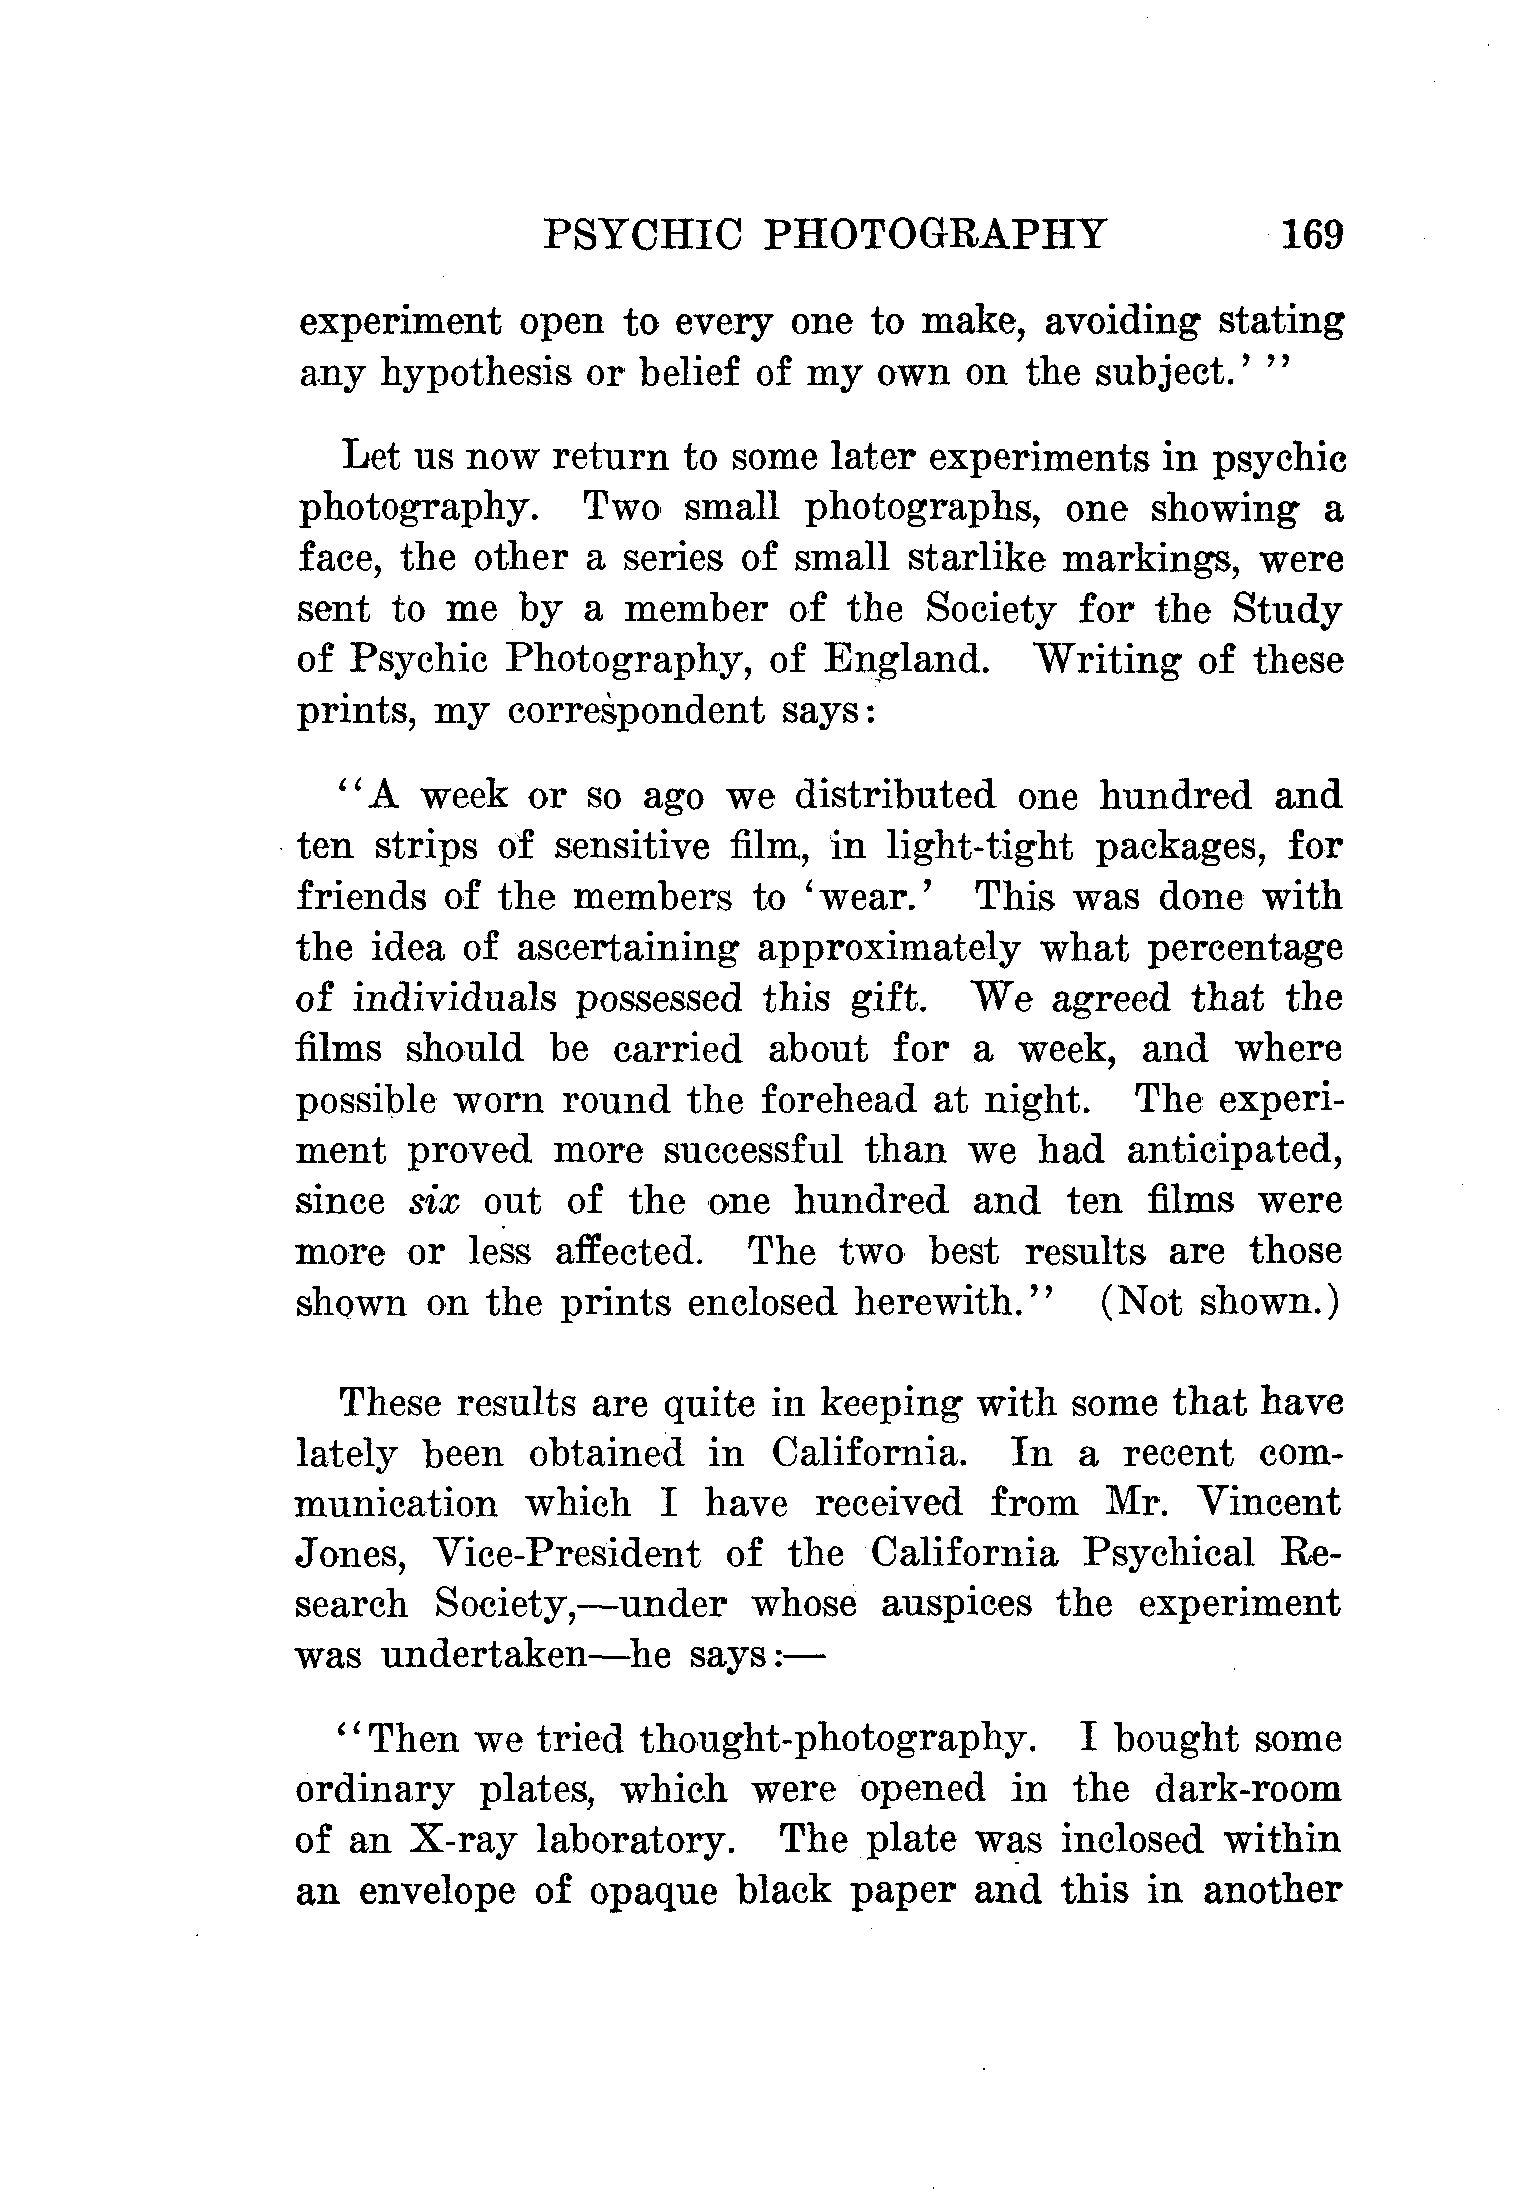 PSYCHIC PHOTOGRAPHY 169
experiment open to every one to make, avoiding stating
any hypothesis or belief of my own on the subject.' ''
Let us now return to some later experiments in psychic
photography. Two small photographs, one showing a
face, the other a series of small starlike markings, were
sent to me by a member of the Society for the Study
of Psychic Photography, of England. Writing of these
prints, my correspondent says:
''A week or so ago we distributed one hundred and
ten strips of sensitive film, in light-tight packages, for
friends of the members to 'wear.' This was done with
the idea of ascertaining approximately what percentage
of individuals possessed this gift. We agreed that the
films should be carried about for a week, and where
possible worn round the forehead at night. The experi-
ment proved more successful than we had anticipated,
since six out of the one hundred and ten films were
more or less affected. The two best results are those
shown on the prints enclosed herewith.'' (Not shown.)
These results are quite in keeping with some that have
lately been obtained in California. In a recent com-
munication which I have received from Mr. Vincent
Jones, Vice-President of the California Psychical Re-
search Society,—under whose auspices the experiment
was undertaken—he says:—
''Then we tried thought-photography. I bought some
ordinary plates, which were opened in the dark-room
of an X-ray laboratory. The plate was inclosed within
an envelope of opaque black paper and this in another